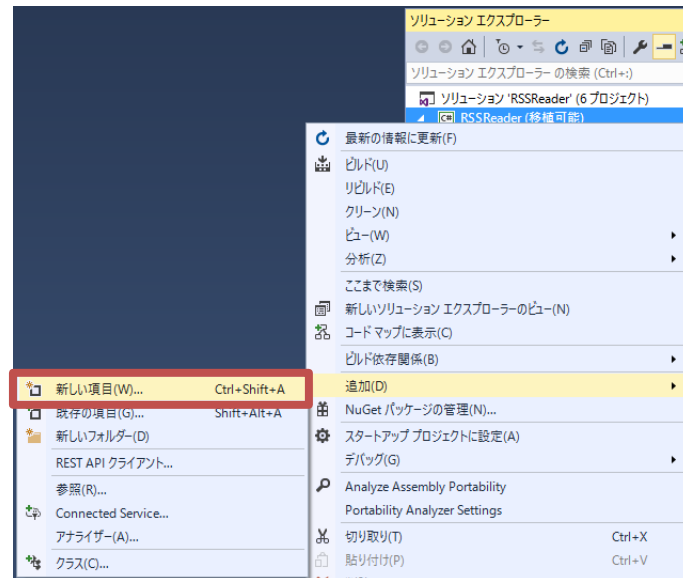 ソリューション エクスプローラー
ソリューション エクスプローラー の検索 (Ctrl+:)
ソリューション 'RSSReader' (6 プロジェクト)
C# RSSReader (移植可能)
最新の情報に更新(F)
ビルド(U)
リビルド(E)
クリーン(N)
ビュー(W)
分析(Z)
ここまで検索(S)
新しいソリューション エクスプローラーのビュー(N)
コード マップに表示(C)
ビルド依存関係(B)
追加(D)
NuGet パッケージの管理(N)...
スタートアップ プロジェクトに設定(A)
デバッグ(G)
Analyze Assembly Portability
Portability Analyzer Settings
切り取り(T) Ctrl+X
貼り付け(P) Ctrl+V
新しい項目(W)... Ctrl+Shift+A
既存の項目(G)... Shift+Alt+A
新しいフォルダー(D)
REST API クライアント...
参照(R)...
Connected Service...
アナライザー(A)...
クラス(C)...